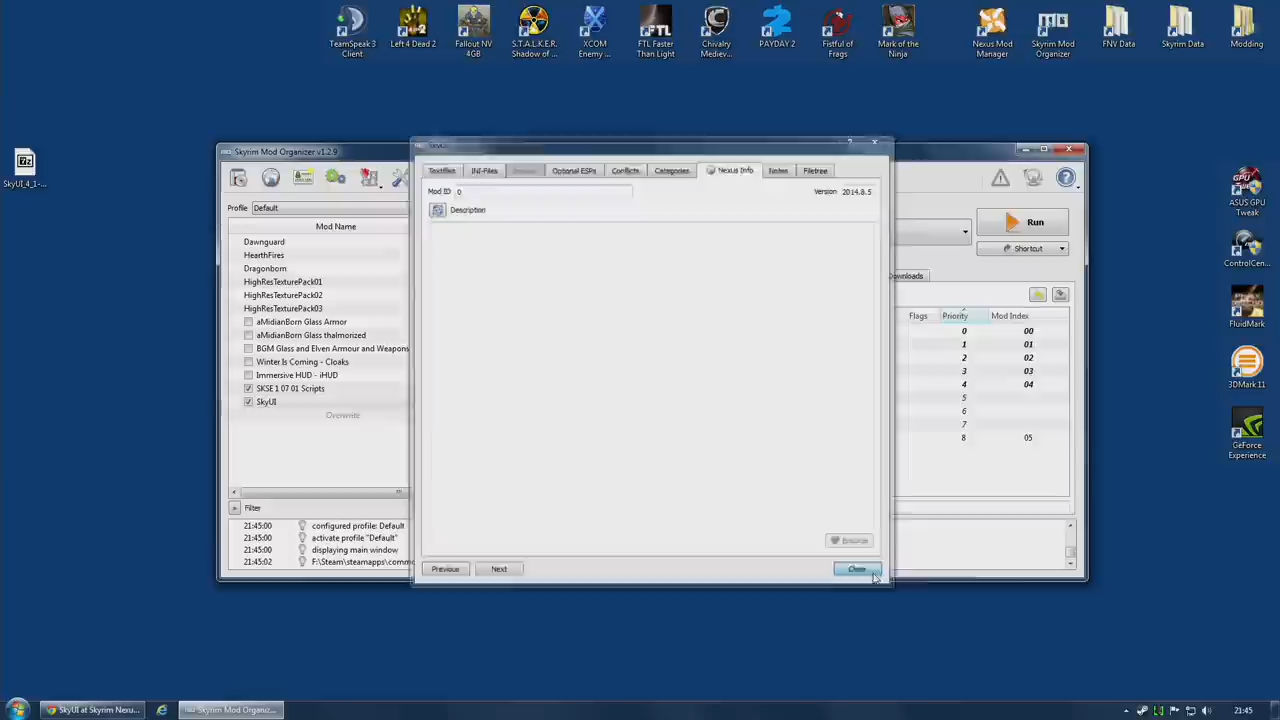 TeamSpeak 3
Client
Left 4 Dead 2
Fallout NV
4GB
S.T.A.L.K.E.R.
Shadow of ...
XCOM
Enemy ...
FTL Faster
Than Light
Chivalry
Mediev...
PAYDAY 2
Fistful of
Frags
Mark of the
Ninja
Nexus Mod
Manager
Skyrim Mod
Organizer
FNV Data
Skyrim Data
Modding
SkyUI_4_1-...
ASUS GPU
Tweak
ControlCen...
FluidMark
3DMark 11
GeForce
Experience
Skyrim Mod Organizer v1.2.9
Profile Default
Mod Name
Dawnguard
HearthFires
Dragonborn
HighResTexturePack01
HighResTexturePack02
HighResTexturePack03
aMidianBorn Glass Armor
aMidianBorn Glass thalmorized
BGM Glass and Elven Armour and Weapons
Winter Is Coming - Cloaks
Immersive HUD - iHUD
SKSE 1 07 01 Scripts
SkyUI
Overwrite
Filter
21:45:00 configured profile: Default
21:45:00 activate profile "Default"
21:45:00 displaying main window
21:45:02 F:\Steam\steamapps\commo
Textfiles INI-Files Optional ESPs Conflicts Categories Nexus Info Notes Filetree
Mod ID 0 Version 2014.8.5
Description
Previous Next Close
Run
Shortcut
ownloads
Flags Priority Mod Index
0 00
1 01
2 02
3 03
4 04
5
6
7
8 05
SkyUI at Skyrim Nexu...
Skyrim Mod Organiz...
21:45